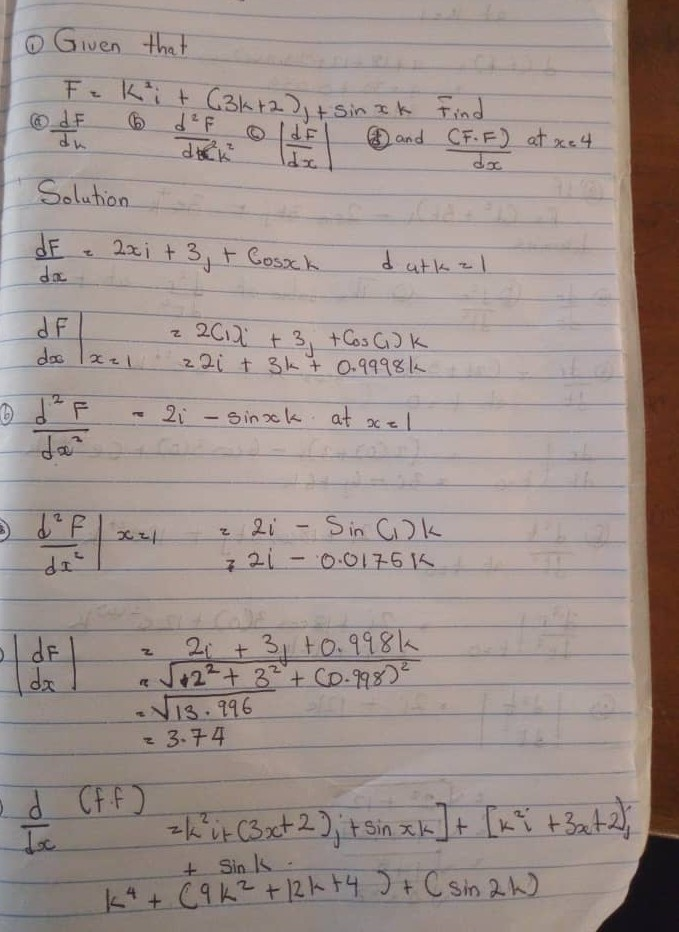 ① Given that
F = k²i + (3k+2)j + sin x k Find
ⓐ dF/dk ⓑ d²F/dk² ⓒ |dF/dx| ⓓ and (F.F)/dx at x=4
Solution
dF/dx = 2xi + 3j + Cosxk d at k=1
dF/dx | x=1 = 2(1)i + 3j + Cos(1)k
= 2i + 3k + 0.9998k
ⓑ d²F/dx² = 2i - sinxk. at x=1
d²F/dx² | x=1 = 2i - Sin(1)k
= 2i - 0.0175k
|dF/dx| = 2i + 3j + 0.998k
= √2² + 3² + (0.998)²
= √13.996
= 3.74
d/dx (f.f)
= k²i+(3x+2)j + sin xk] + [k²i + 3x+2)j
+ sin k.
k⁴ + (9k² + 12k+4) + (sin 2k)